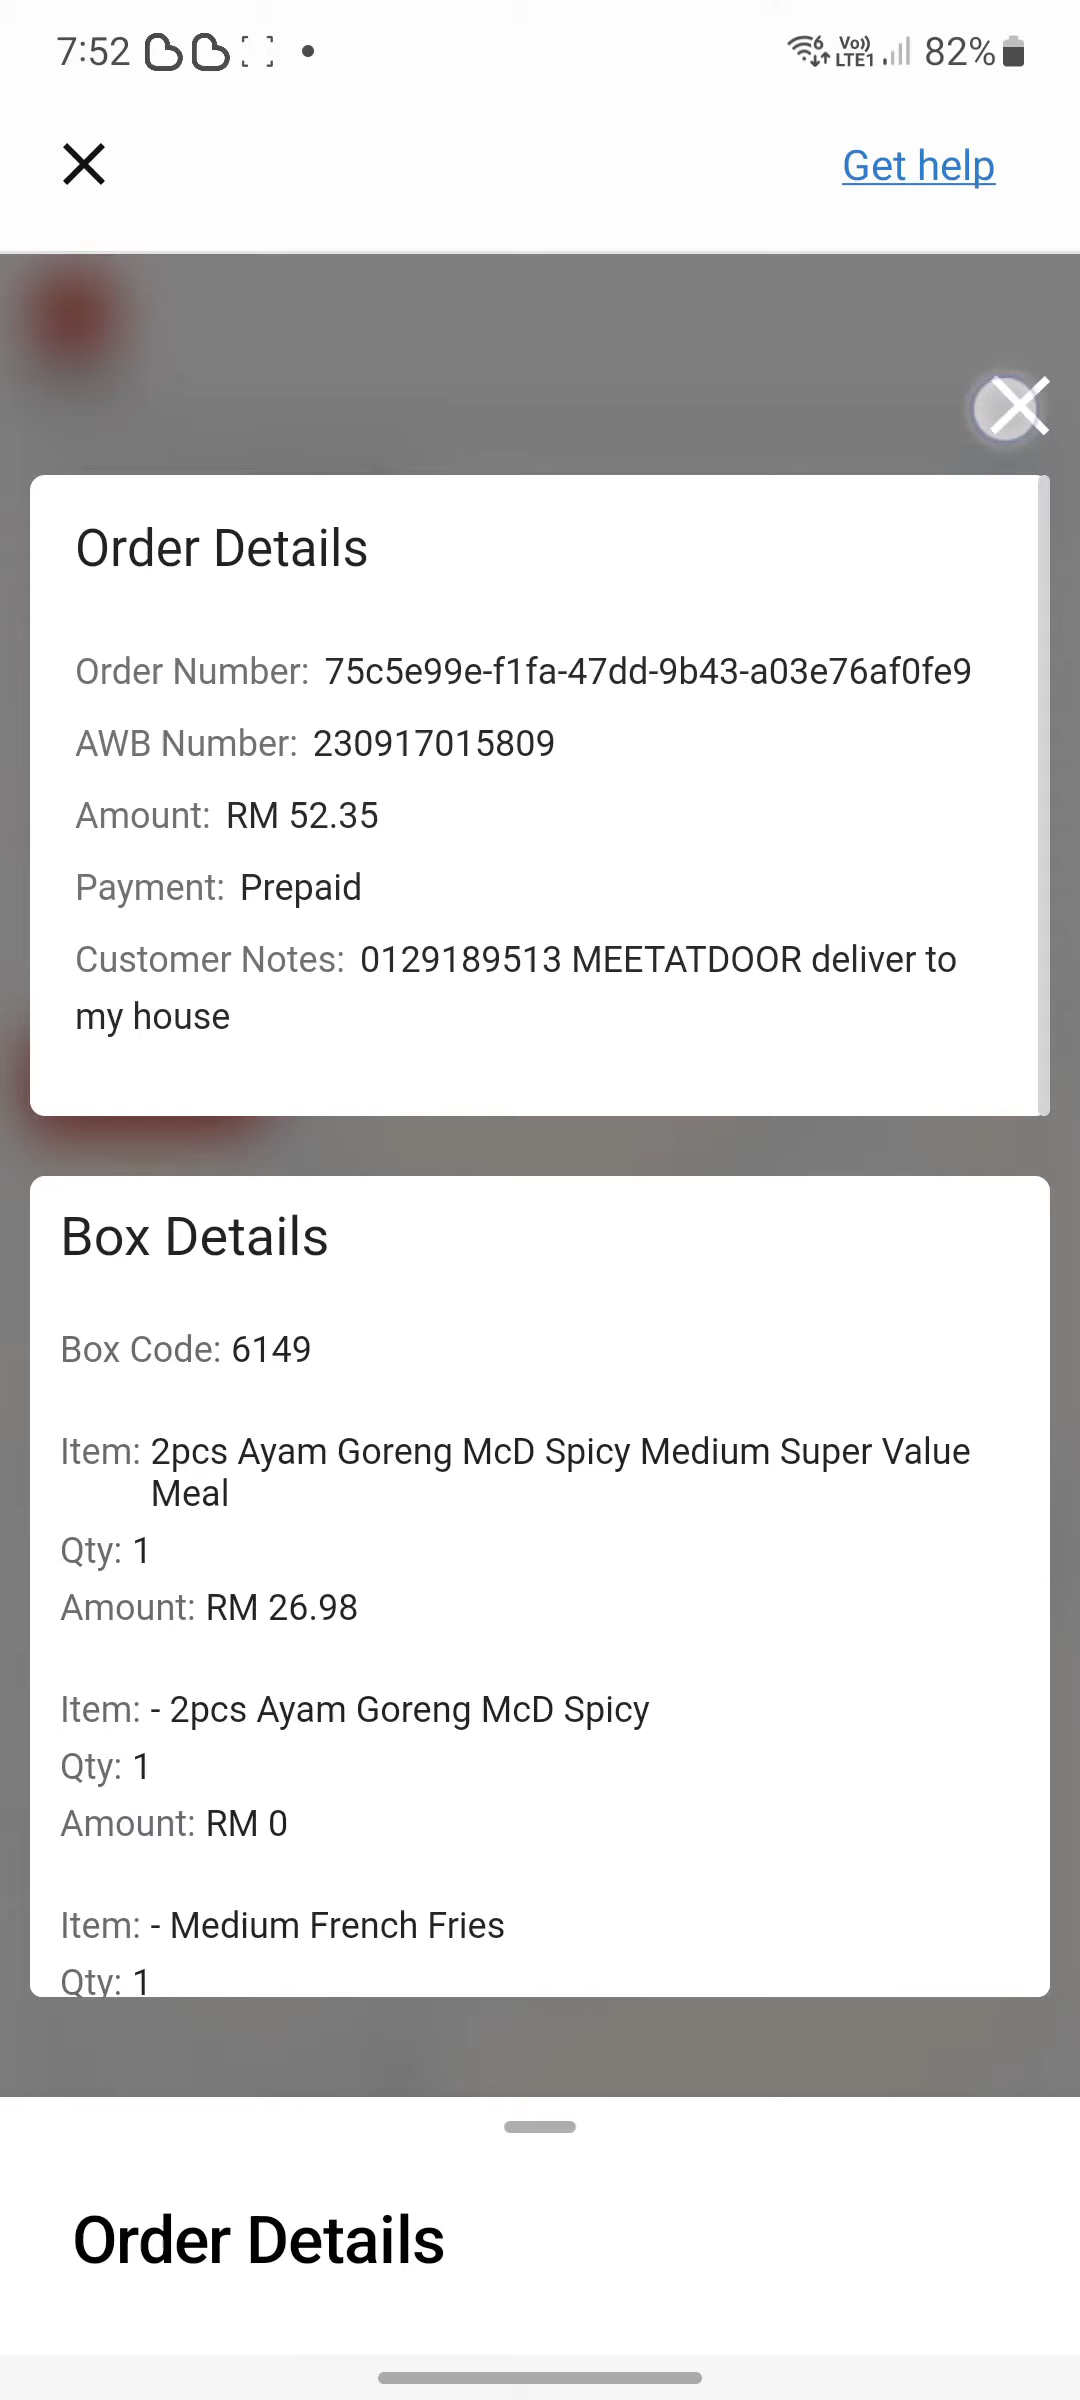 7:52
6 Vo)) LTE1 82%
Get help
Order Details
Order Number: 75c5e99e-f1fa-47dd-9b43-a03e76af0fe9
AWB Number: 230917015809
Amount: RM 52.35
Payment: Prepaid
Customer Notes: 0129189513 MEETATDOOR deliver to
my house
Box Details
Box Code: 6149
Item: 2pcs Ayam Goreng McD Spicy Medium Super Value
Meal
Qty: 1
Amount: RM 26.98
Item: - 2pcs Ayam Goreng McD Spicy
Qty: 1
Amount: RM 0
Item: - Medium French Fries
Qty: 1
Order Details